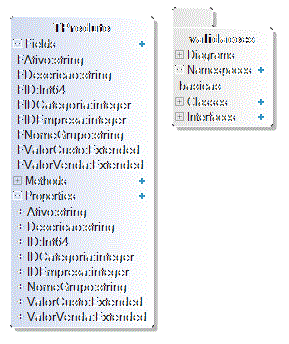 TProduto
Fields
FAtivo:string
FDescricao:string
FID:Int64
FIDCategoria:integer
FIDEmpresa:integer
FNomeGrupo:string
FValorCusto:Extended
FValorVenda:Extended
Methods
Properties
Ativo:string
Descricao:string
ID:Int64
IDCategoria:integer
IDEmpresa:integer
NomeGrupo:string
ValorCusto:Extended
ValorVenda:Extended
validacoes
Diagrams
Namespaces
basicas
Classes
Interfaces